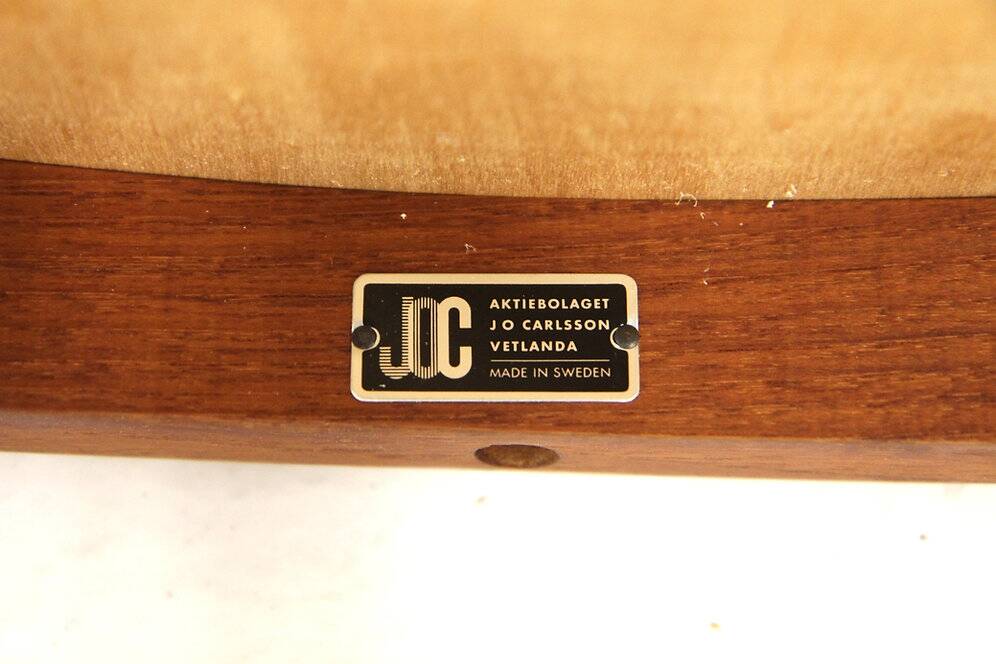 JOC
AKTIEBOLAGET
J O CARLSSON
VETLANDA
MADE IN SWEDEN